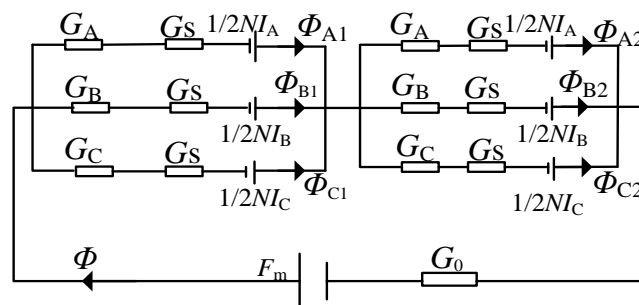 G_A G_S 1/2NI_A Φ_A1 G_A G_S 1/2NI_A Φ_A2
G_B G_S Φ_B1 G_B G_S Φ_B2
1/2NI_B 1/2NI_B
G_C G_S Φ_C1 G_C G_S Φ_C2
1/2NI_C 1/2NI_C
Φ F_m G_0